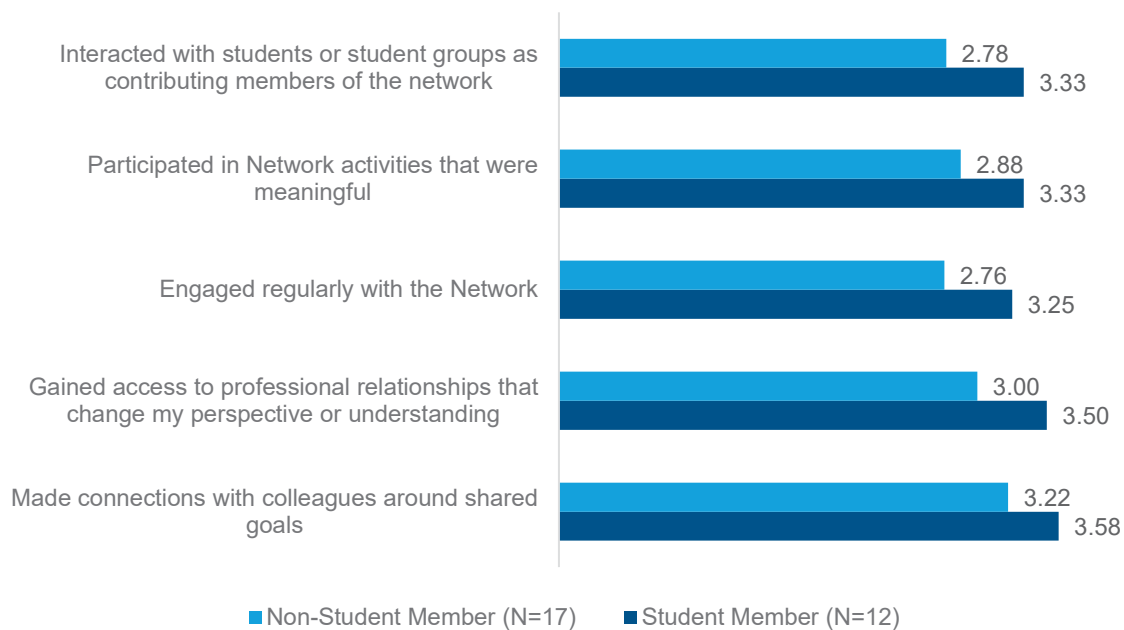 Interacted with students or student groups as
contributing members of the network
2.78
3.33
Participated in Network activities that were
meaningful
2.88
3.33
Engaged regularly with the Network
2.76
3.25
Gained access to professional relationships that
change my perspective or understanding
3.00
3.50
Made connections with colleagues around shared
goals
3.22
3.58
Non-Student Member (N=17)
Student Member (N=12)